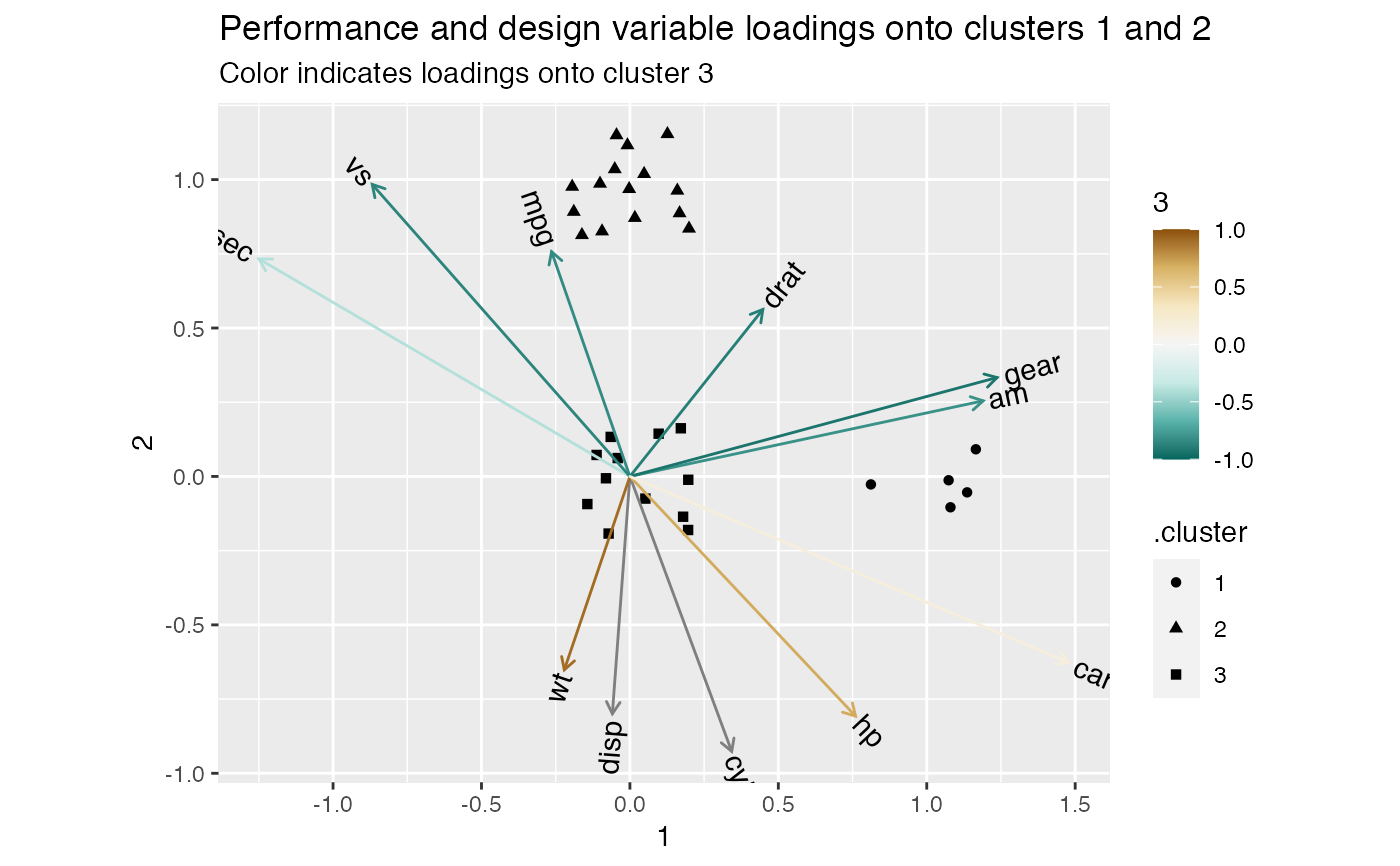 Performance and design variable loadings onto clusters 1 and 2
Color indicates loadings onto cluster 3
vs
mpg
sec
drat
gear
am
wt
disp
cy
hp
car
1.0
0.5
0.0
-0.5
-1.0
2
-1.0
-0.5
0.0
0.5
1.0
1.5
1
3
1.0
0.5
0.0
-0.5
-1.0
.cluster
1
2
3